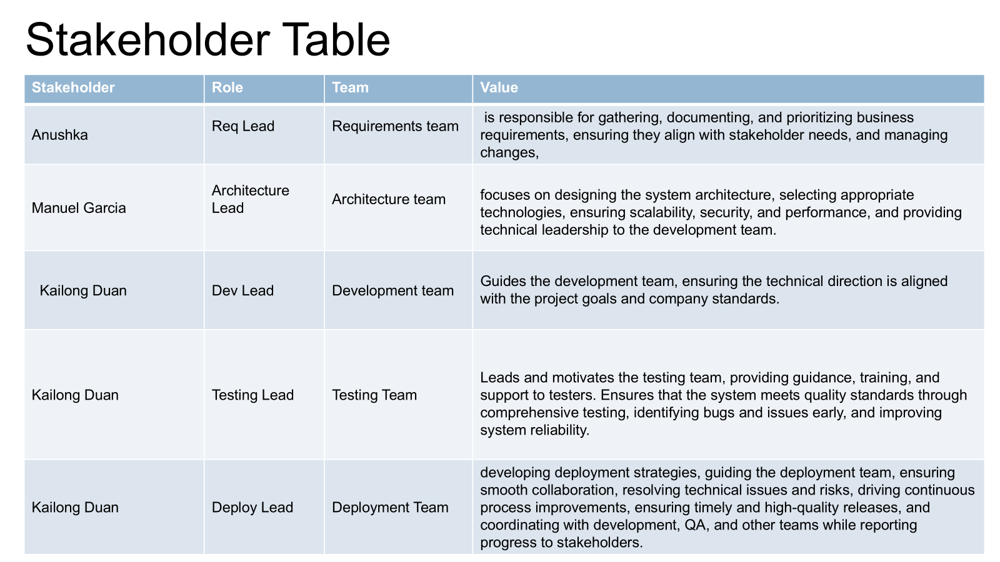 Stakeholder Table
Stakeholder
Role
Team
Value
Anushka
Req Lead
Requirements team
is responsible for gathering, documenting, and prioritizing business
requirements, ensuring they align with stakeholder needs, and managing
changes,
Manuel Garcia
Architecture
Lead
Architecture team
focuses on designing the system architecture, selecting appropriate
technologies, ensuring scalability, security, and performance, and providing
technical leadership to the development team.
Kailong Duan
Dev Lead
Development team
Guides the development team, ensuring the technical direction is aligned
with the project goals and company standards.
Kailong Duan
Testing Lead
Testing Team
Leads and motivates the testing team, providing guidance, training, and
support to testers. Ensures that the system meets quality standards through
comprehensive testing, identifying bugs and issues early, and improving
system reliability.
Kailong Duan
Deploy Lead
Deployment Team
developing deployment strategies, guiding the deployment team, ensuring
smooth collaboration, resolving technical issues and risks, driving continuous
process improvements, ensuring timely and high-quality releases, and
coordinating with development, QA, and other teams while reporting
progress to stakeholders.